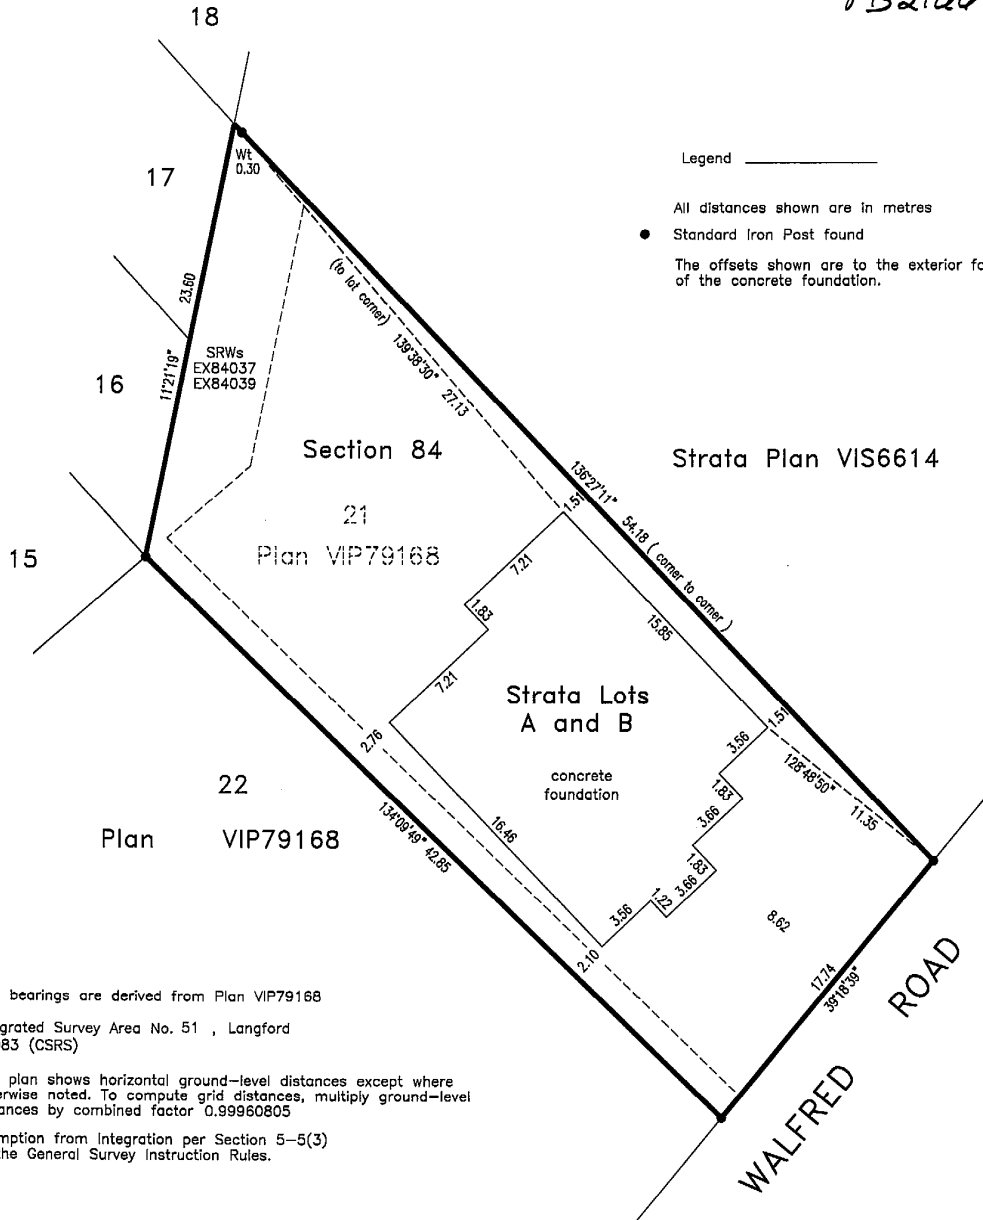 18
Legend
All distances shown are in metres
Standard Iron Post found
The offsets shown are to the exterior
of the concrete foundation.
Wt
0.30
17
23.60
11°21'19"
SRWs
EX84037
EX84039
16
(to lot corner)
139°38'30" 27.13
Section 84
Strata Plan VIS6614
136°27'11"
54.18 ( corner to corner )
1.51
21
Plan VIP79168
15
7.21
1.83
7.21
15.85
Strata Lots
A and B
concrete
foundation
1.51
3.56
128°48'50"
11.35
1.83
3.66
1.83
3.66
1.22
3.56
2.76
16.46
22
Plan VIP79168
134°09'49" 42.85
2.10
8.62
17.74
39°18'39"
WALFRED ROAD
bearings are derived from Plan VIP79168
Survey Area No. 51 , Langford
83 (CSRS)
plan shows horizontal ground-level distances except where
noted. To compute grid distances, multiply ground-level
by combined factor 0.99960805
from Integration per Section 5-5(3)
the General Survey Instruction Rules.